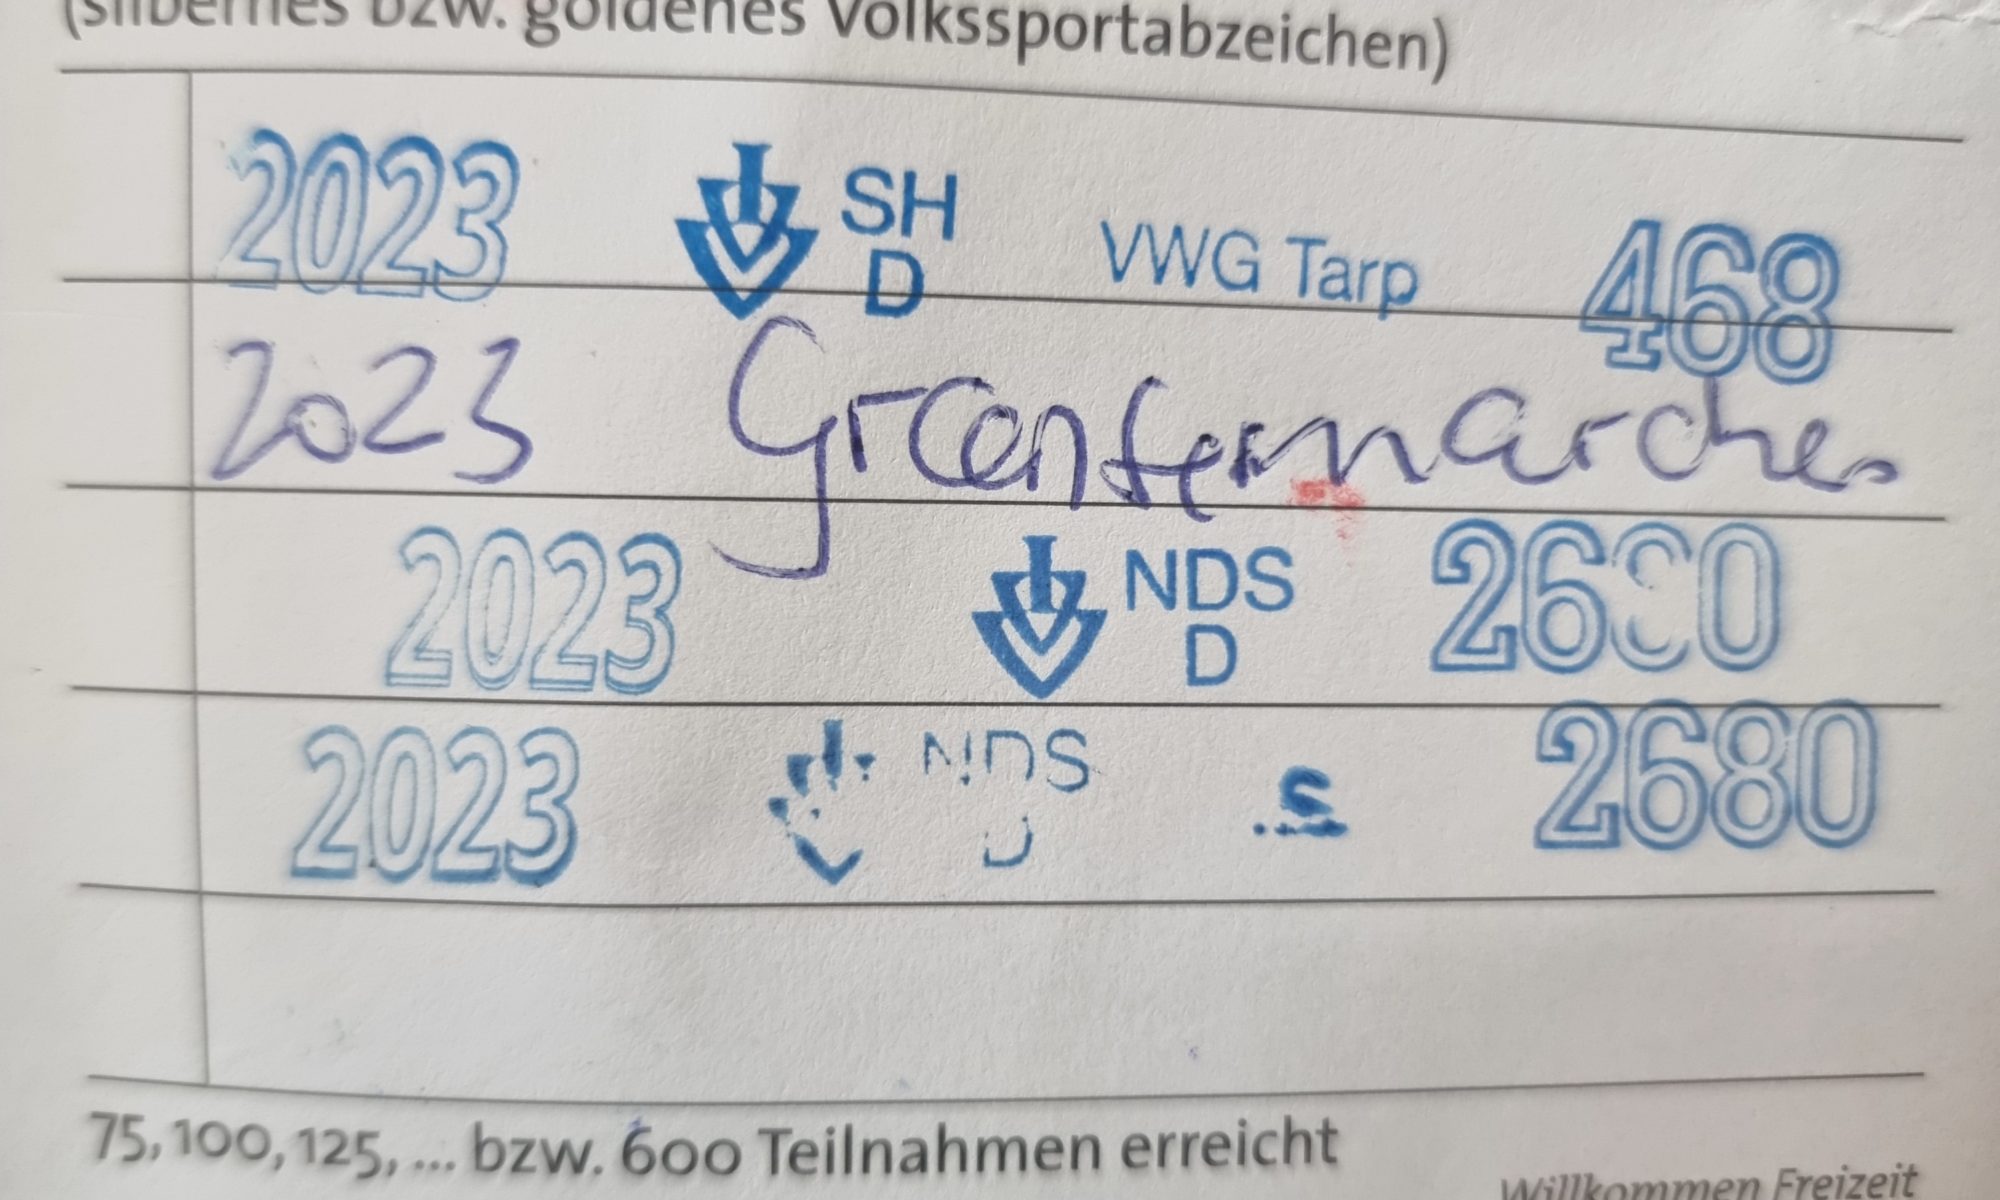 (silbernes bzw. goldenes Volkssportabzeichen)
2023 SH D VWG Tarp 468
2023
2023 NDS D 2680
2023 NDS D s 2680
75, 100, 125, ... bzw. 600 Teilnahmen erreicht
Willkommen Freizeit